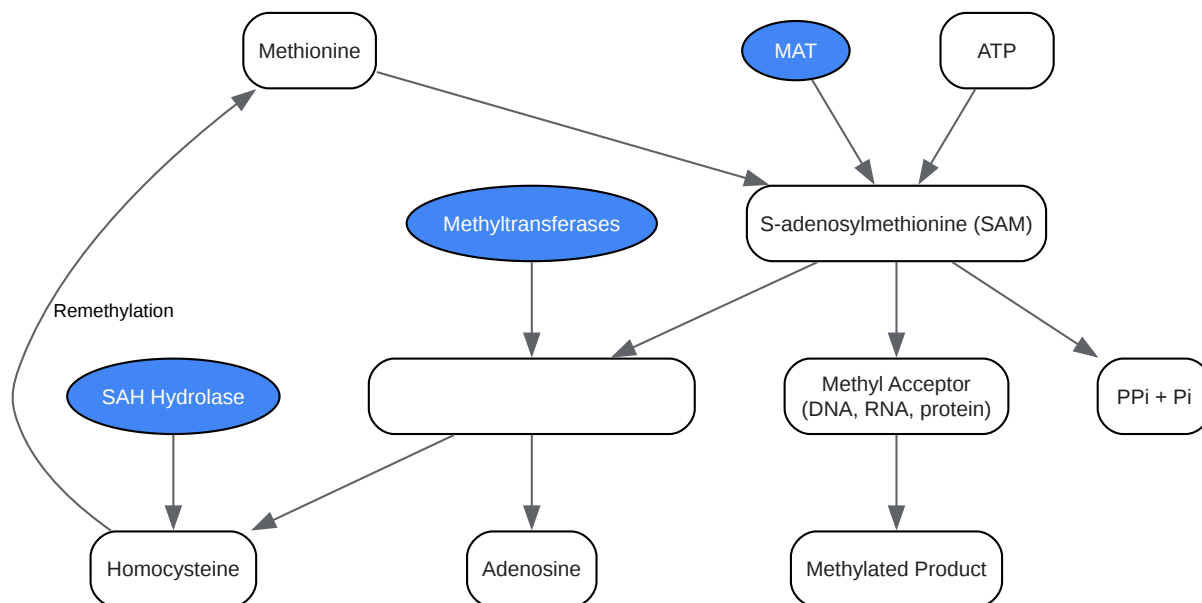 Methionine
MAT
ATP
Methyltransferases
S-adenosylmethionine (SAM)
Remethylation
SAH Hydrolase
Methyl Acceptor
(DNA, RNA, protein)
PPi + Pi
Homocysteine
Adenosine
Methylated Product